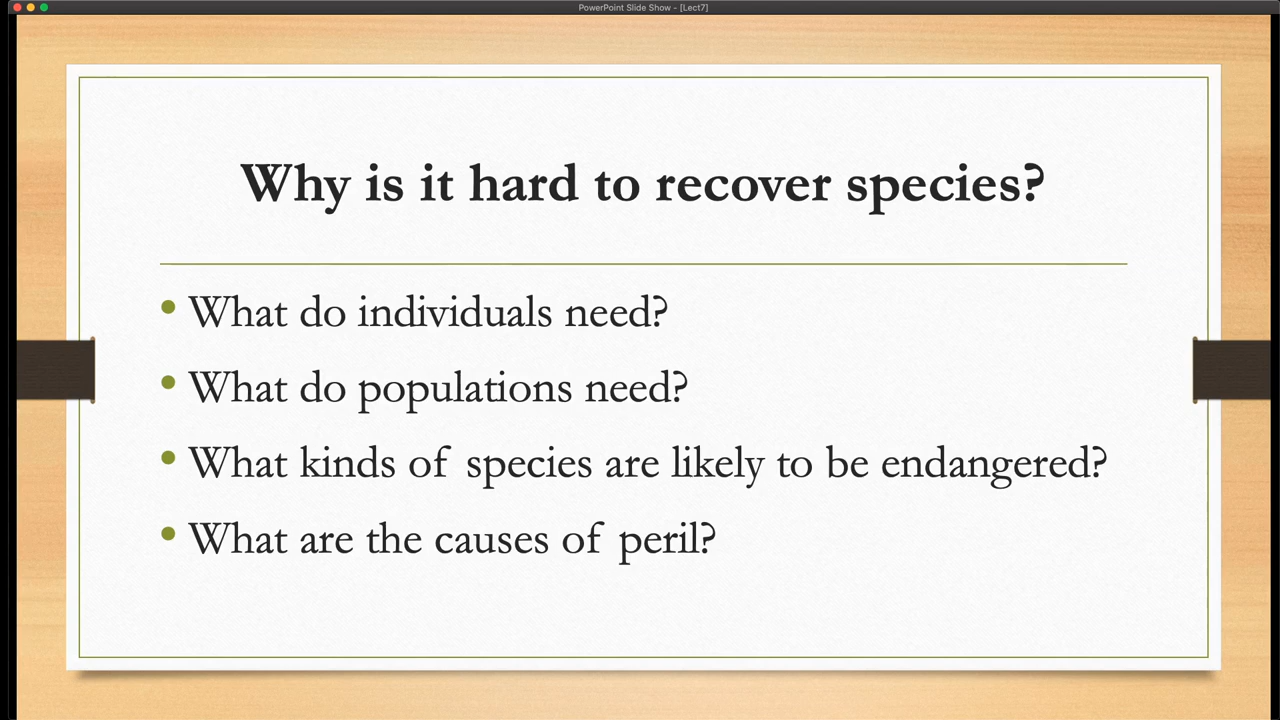 PowerPoint Slide Show - [Lect7]
Why is it hard to recover species?
• What do individuals need?
• What do populations need?
• What kinds of species are likely to be endangered?
• What are the causes of peril?